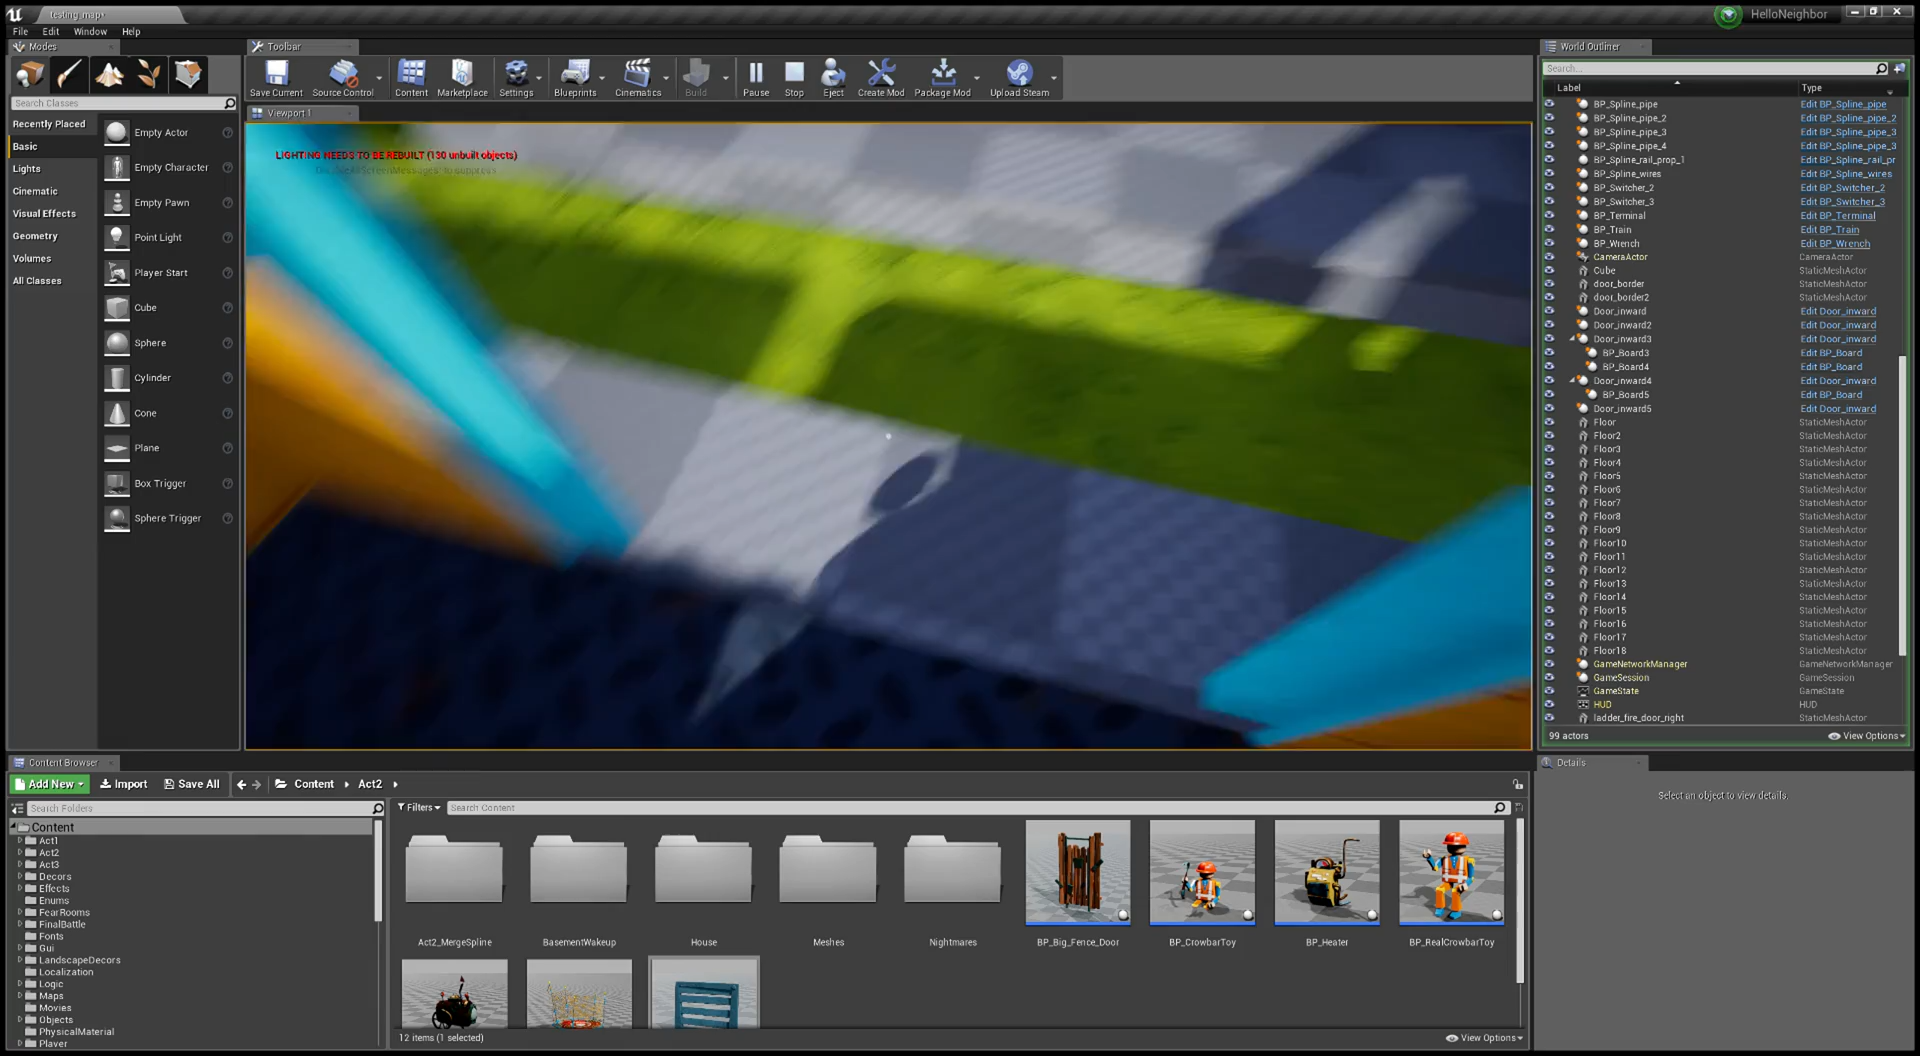 testing_map*
HelloNeighbor
File Edit Window Help
Modes
Toolbar
World Outliner
Save Current
Source Control
Content
Marketplace
Settings
Blueprints
Cinematics
Build
Pause
Stop
Eject
Create Mod
Package Mod
Upload Steam
Search Classes
Viewport 1
Recently Placed
Basic
Lights
Cinematic
Visual Effects
Geometry
Volumes
All Classes
Empty Actor
Empty Character
Empty Pawn
Point Light
Player Start
Cube
Sphere
Cylinder
Cone
Plane
Box Trigger
Sphere Trigger
LIGHTING NEEDS TO BE REBUILT (130 unbuilt objects)
'DisableAllScreenMessages' to suppress
Search...
Label Type
BP_Spline_pipe Edit BP_Spline_pipe
BP_Spline_pipe_2 Edit BP_Spline_pipe_2
BP_Spline_pipe_3 Edit BP_Spline_pipe_3
BP_Spline_pipe_4 Edit BP_Spline_pipe_3
BP_Spline_rail_prop_1 Edit BP_Spline_rail_pr
BP_Spline_wires Edit BP_Spline_wires
BP_Switcher_2 Edit BP_Switcher_2
BP_Switcher_3 Edit BP_Switcher_3
BP_Terminal Edit BP_Terminal
BP_Train Edit BP_Train
BP_Wrench Edit BP_Wrench
CameraActor CameraActor
Cube StaticMeshActor
door_border StaticMeshActor
door_border2 StaticMeshActor
Door_inward Edit Door_inward
Door_inward2 Edit Door_inward
Door_inward3 Edit Door_inward
BP_Board3 Edit BP_Board
BP_Board4 Edit BP_Board
Door_inward4 Edit Door_inward
BP_Board5 Edit BP_Board
Door_inward5 Edit Door_inward
Floor StaticMeshActor
Floor2 StaticMeshActor
Floor3 StaticMeshActor
Floor4 StaticMeshActor
Floor5 StaticMeshActor
Floor6 StaticMeshActor
Floor7 StaticMeshActor
Floor8 StaticMeshActor
Floor9 StaticMeshActor
Floor10 StaticMeshActor
Floor11 StaticMeshActor
Floor12 StaticMeshActor
Floor13 StaticMeshActor
Floor14 StaticMeshActor
Floor15 StaticMeshActor
Floor16 StaticMeshActor
Floor17 StaticMeshActor
Floor18 StaticMeshActor
GameNetworkManager GameNetworkManager
GameSession GameSession
GameState GameState
HUD HUD
ladder_fire_door_right StaticMeshActor
99 actors View Options
Content Browser
Add New Import Save All Content Act2
Search Folders
Content
Act1
Act2
Act3
Decors
Effects
Enums
FearRooms
FinalBattle
Fonts
Gui
LandscapeDecors
Localization
Logic
Maps
Movies
Objects
PhysicalMaterial
Player
Filters Search Content
Act2_MergeSpline
BasementWakeup
House
Meshes
Nightmares
BP_Big_Fence_Door
BP_CrowbarToy
BP_Heater
BP_RealCrowbarToy
12 items (1 selected) View Options
Details
Select an object to view details.